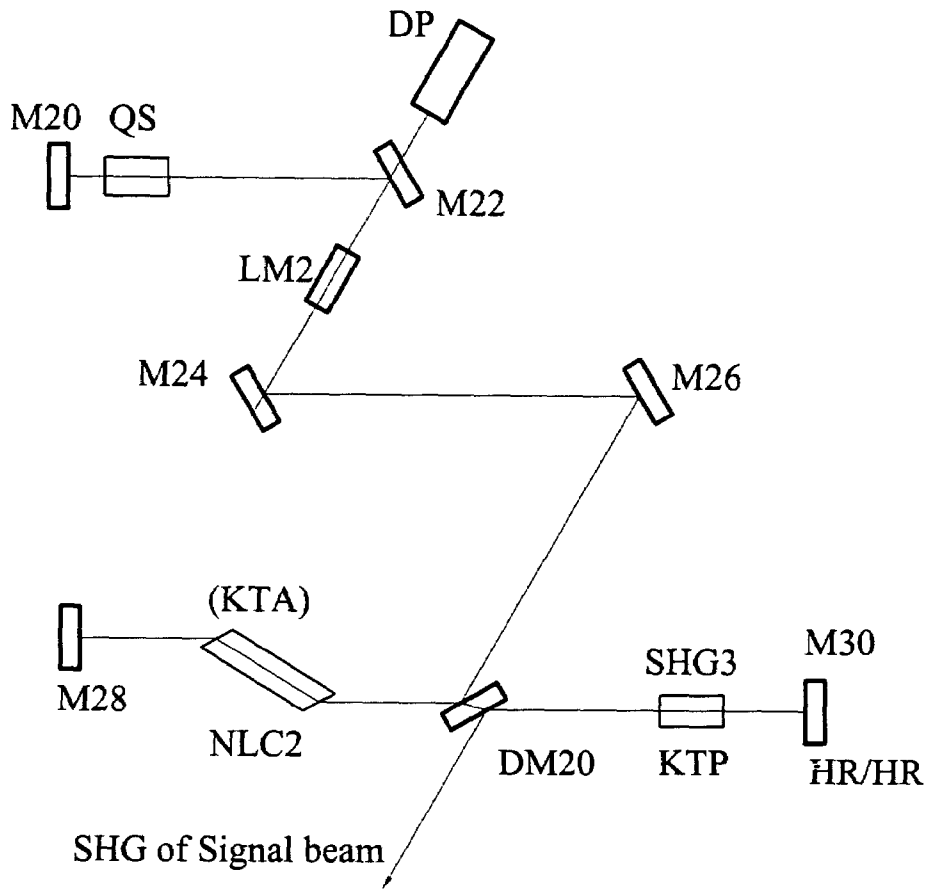 DP
M20
QS
M22
LM2
M24
M26
(KTA)
M28
NLC2
DM20
SHG3
KTP
M30
HR/HR
SHG of Signal beam